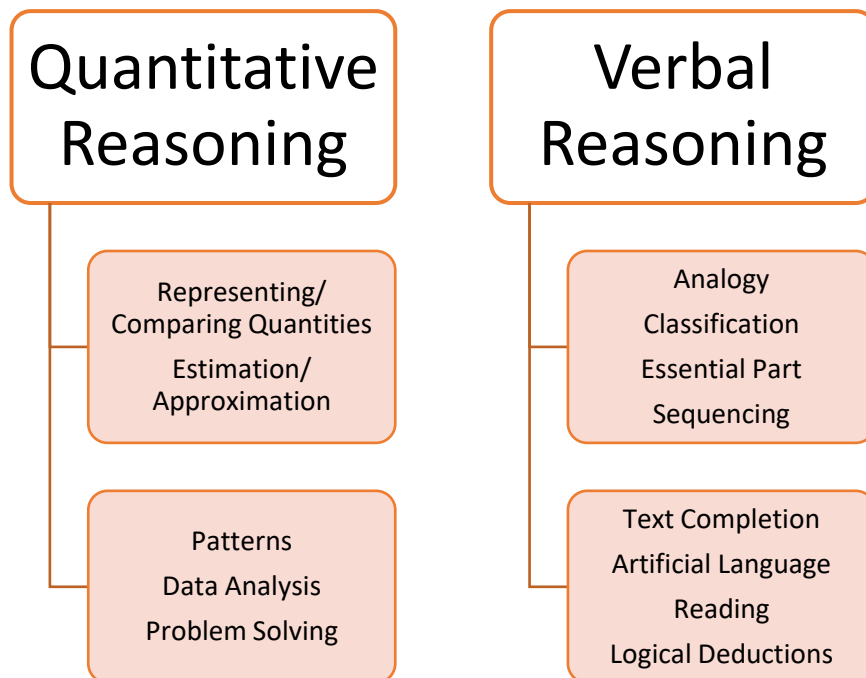 Quantitative
Reasoning
Representing/
Comparing Quantities
Estimation/
Approximation
Patterns
Data Analysis
Problem Solving
Verbal
Reasoning
Analogy
Classification
Essential Part
Sequencing
Text Completion
Artificial Language
Reading
Logical Deductions